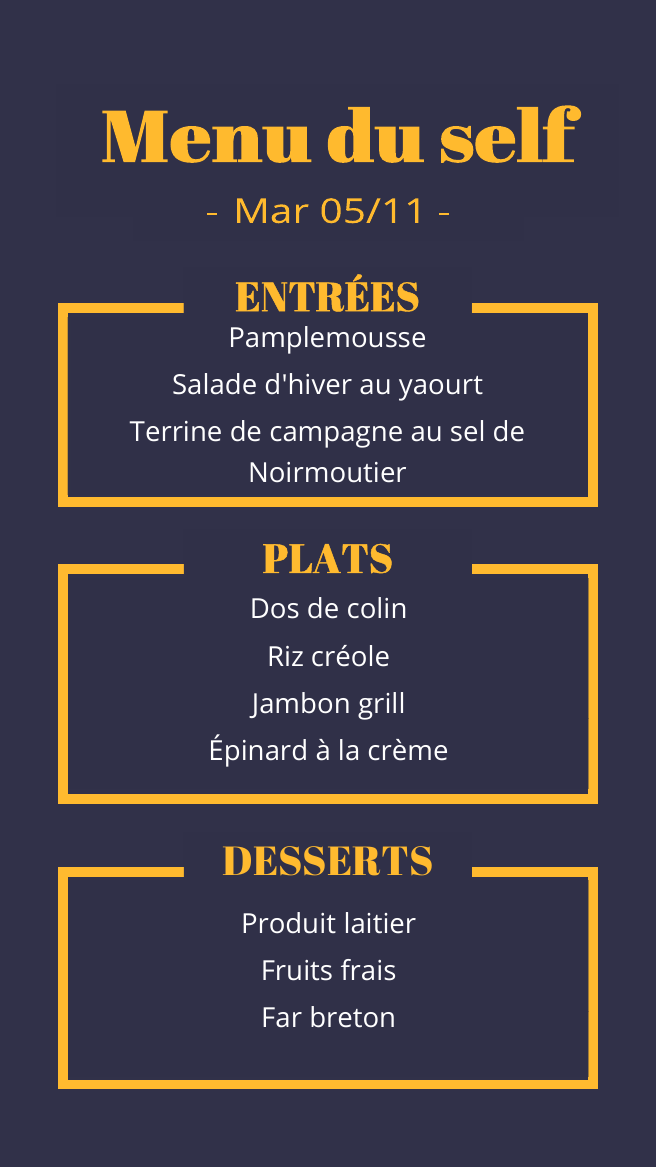 Menu du self
- Mar 05/11 -
ENTRÉES
Pamplemousse
Salade d'hiver au yaourt
Terrine de campagne au sel de
Noirmoutier
PLATS
Dos de colin
Riz créole
Jambon grill
Épinard à la crème
DESSERTS
Produit laitier
Fruits frais
Far breton